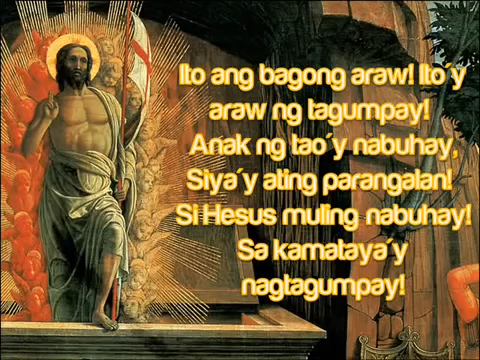 Ito ang bagong araw! Ito´y
araw ng tagumpay!
Anak ng tao´y nabuhay,
Siya´y ating parangalan!
Si Hesus muling nabuhay!
Sa kamataya´y
nagtagumpay!